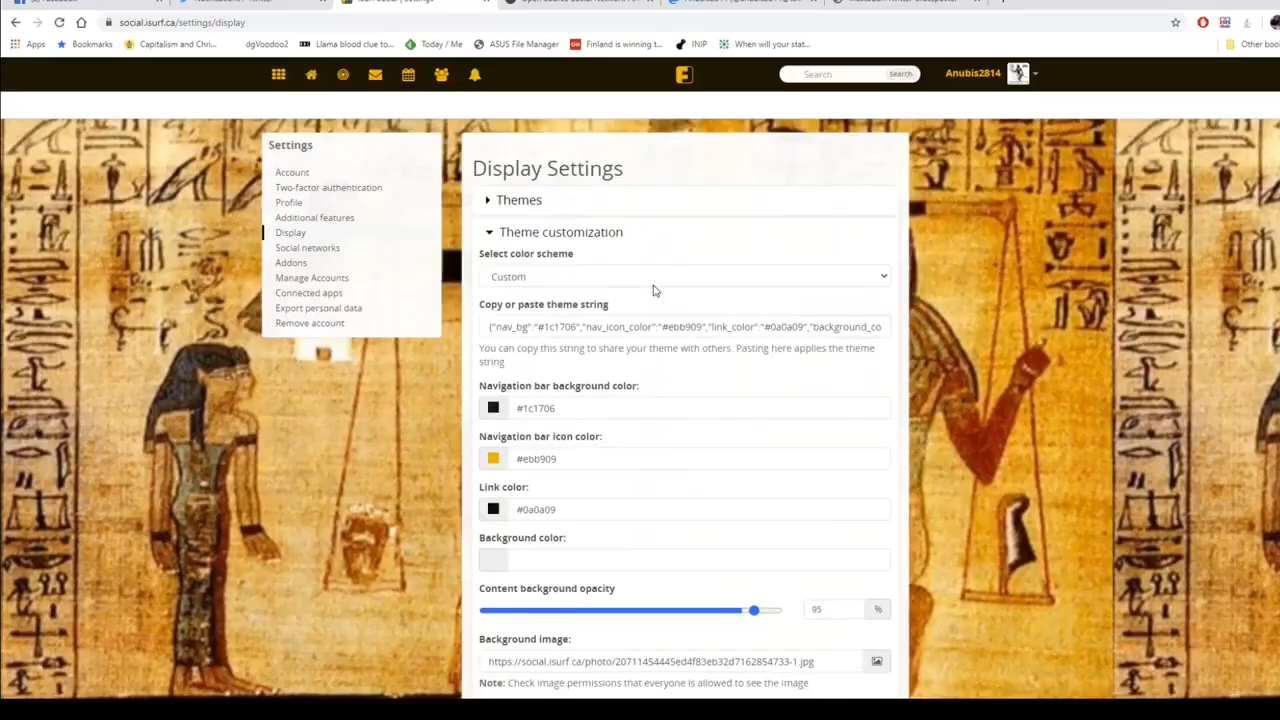 social.isurf.ca/settings/display
Apps
Bookmarks
Capitalism and Chri...
dgVoodoo2
Llama blood clue to...
Today / Me
ASUS File Manager
Finland is winning t...
INIP
When will your stat...
Other boo
Search
Search
Anubis2814
Settings
Account
Two-factor authentication
Profile
Additional features
Display
Social networks
Addons
Manage Accounts
Connected apps
Export personal data
Remove account
Display Settings
Themes
Theme customization
Select color scheme
Custom
Copy or paste theme string
{"nav_bg":"#1c1706","nav_icon_color":"#ebb909","link_color":"#0a0a09","background_co
You can copy this string to share your theme with others. Pasting here applies the theme
string
Navigation bar background color:
#1c1706
Navigation bar icon color:
#ebb909
Link color:
#0a0a09
Background color:
Content background opacity
95
%
Background image:
https://social.isurf.ca/photo/20711454445ed4f83eb32d7162854733-1.jpg
Note: Check image permissions that everyone is allowed to see the image